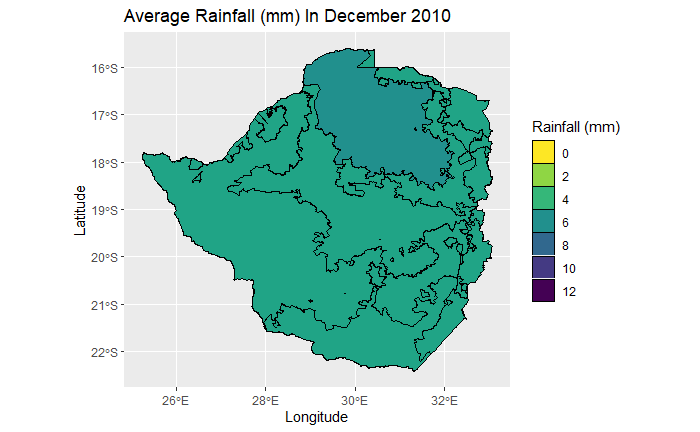 Average Rainfall (mm) In December 2010
16°S
17°S
18°S
19°S
20°S
21°S
22°S
Latitude
26°E 28°E 30°E 32°E
Longitude
Rainfall (mm)
0
2
4
6
8
10
12